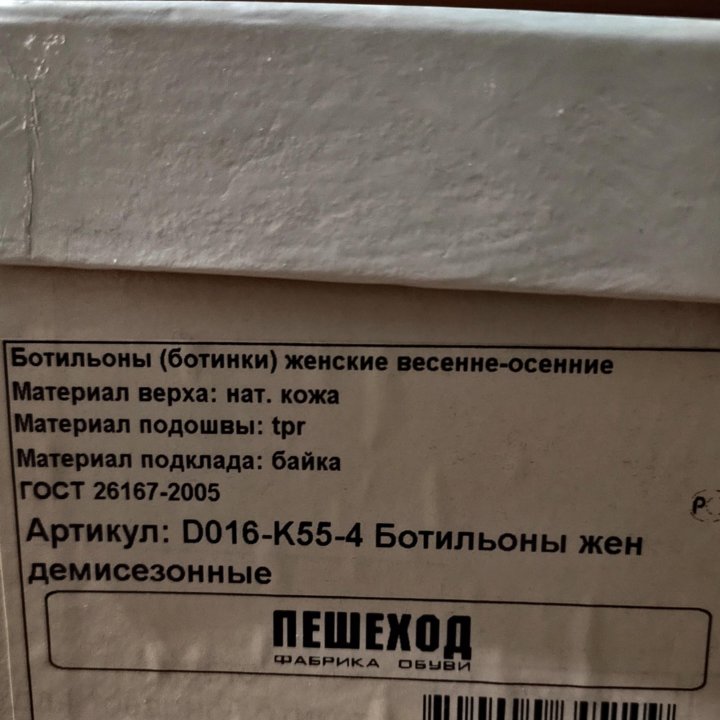 Ботильоны (ботинки) женские весенне-осенние
Материал верха: нат. кожа
Материал подошвы: tpr
Материал подклада: байка
ГОСТ 26167-2005
Артикул: D016-K55-4 Ботильоны жен
демисезонные
ПЕШЕХОД
ФАБРИКА ОБУВИ